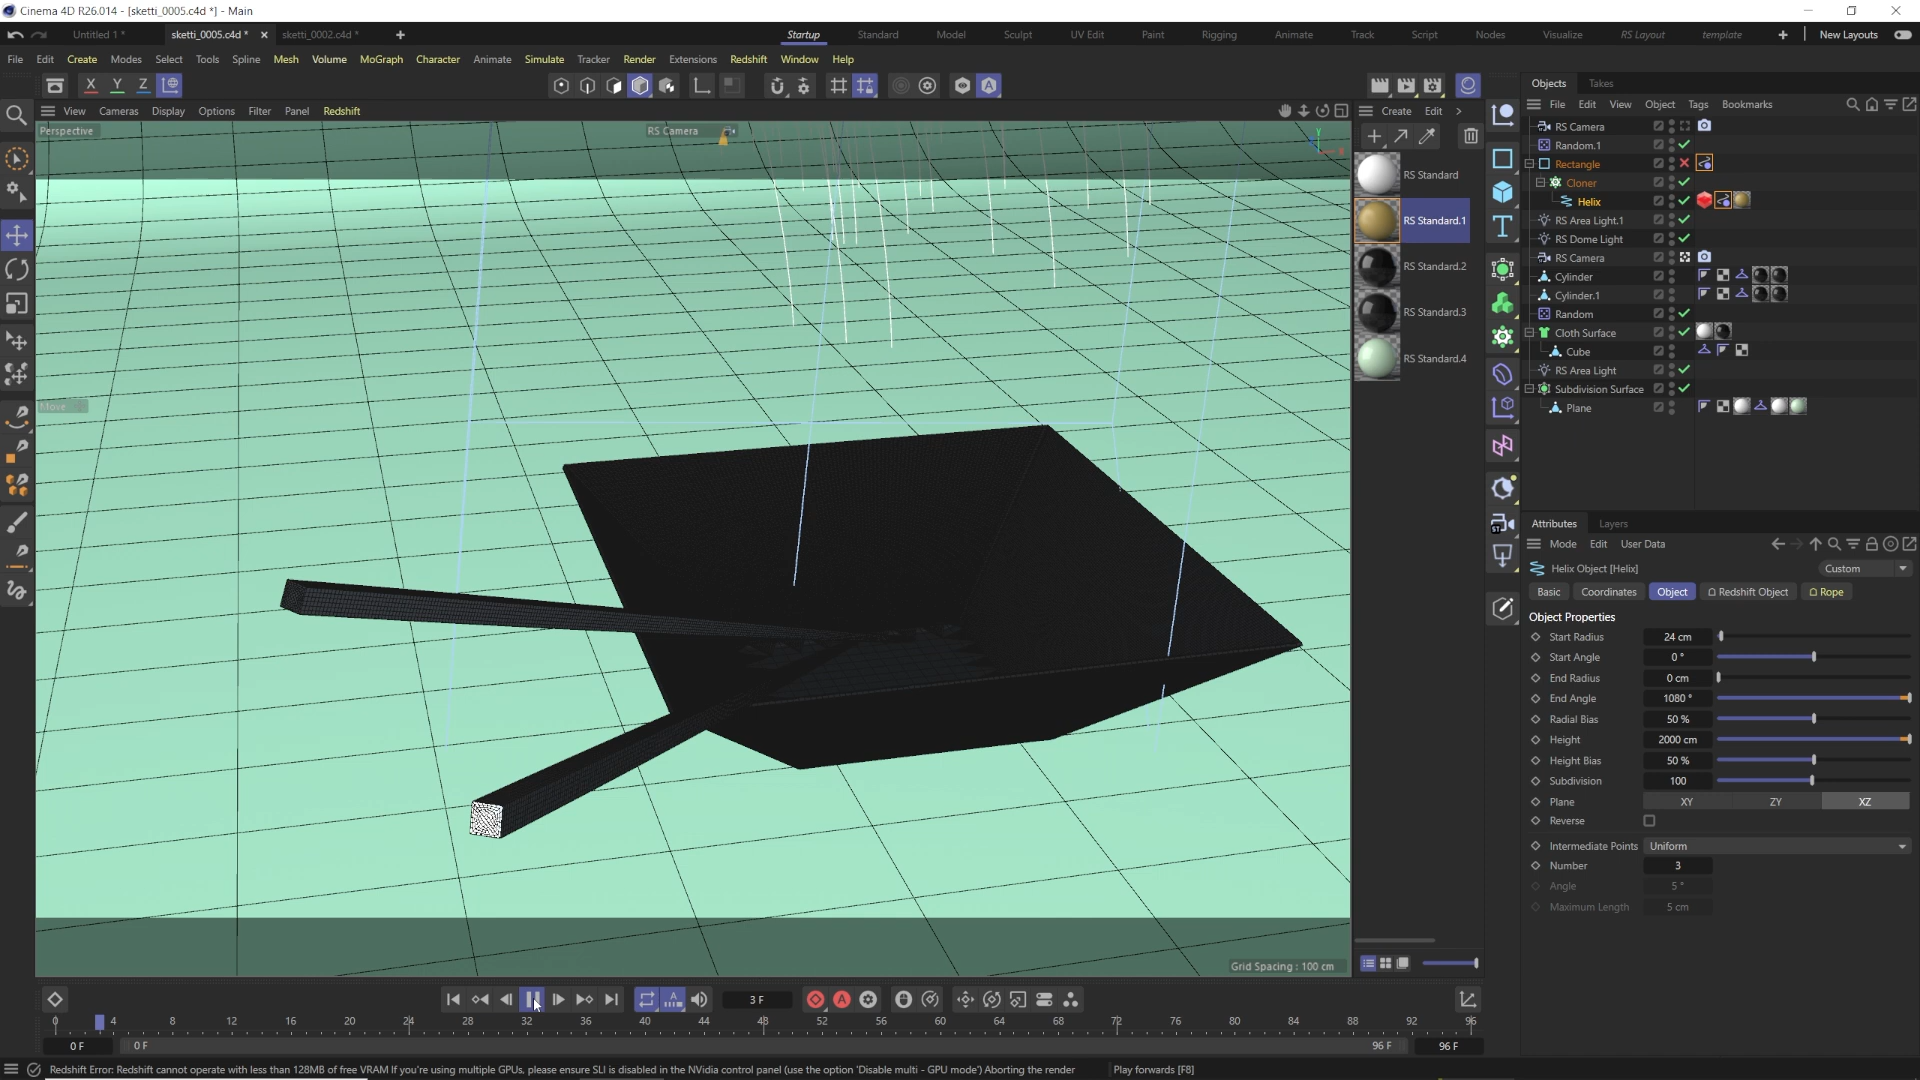 Cinema 4D R26.014 - [sketti_0005.c4d *] - Main
Untitled 1 * sketti_0005.c4d * sketti_0002.c4d * Startup Standard Model Sculpt UV Edit Paint Rigging Animate Track Script Nodes Visualize RS Layout template New Layouts
File Edit Create Modes Select Tools Spline Mesh Volume MoGraph Character Animate Simulate Tracker Render Extensions Redshift Window Help
X Y Z
Objects Takes
View Cameras Display Options Filter Panel Redshift
Create Edit
File Edit View Object Tags Bookmarks
Perspective
RS Camera
Y
RS Camera
Random.1
Rectangle
Cloner
Helix
RS Area Light.1
RS Dome Light
RS Camera
Cylinder
Cylinder.1
Random
Cloth Surface
Cube
RS Area Light
Subdivision Surface
Plane
RS Standard
RS Standard.1
RS Standard.2
RS Standard.3
RS Standard.4
Move
Attributes Layers
Mode Edit User Data
Helix Object [Helix] Custom
Basic Coordinates Object Redshift Object Rope
Object Properties
Start Radius 24 cm
Start Angle 0 °
End Radius 0 cm
End Angle 1080 °
Radial Bias 50 %
Height 2000 cm
Height Bias 50 %
Subdivision 100
Plane XY ZY XZ
Reverse
Intermediate Points Uniform
Number 3
Angle 5 °
Maximum Length 5 cm
Grid Spacing : 100 cm
3 F
0 4 8 12 16 20 24 28 32 36 40 44 48 52 56 60 64 68 72 76 80 84 88 92 96
0 F 0 F 96 F 96 F
Redshift Error: Redshift cannot operate with less than 128MB of free VRAM If you're using multiple GPUs, please ensure SLI is disabled in the NVidia control panel (use the option 'Disable multi - GPU mode') Aborting the render Play forwards [F8]